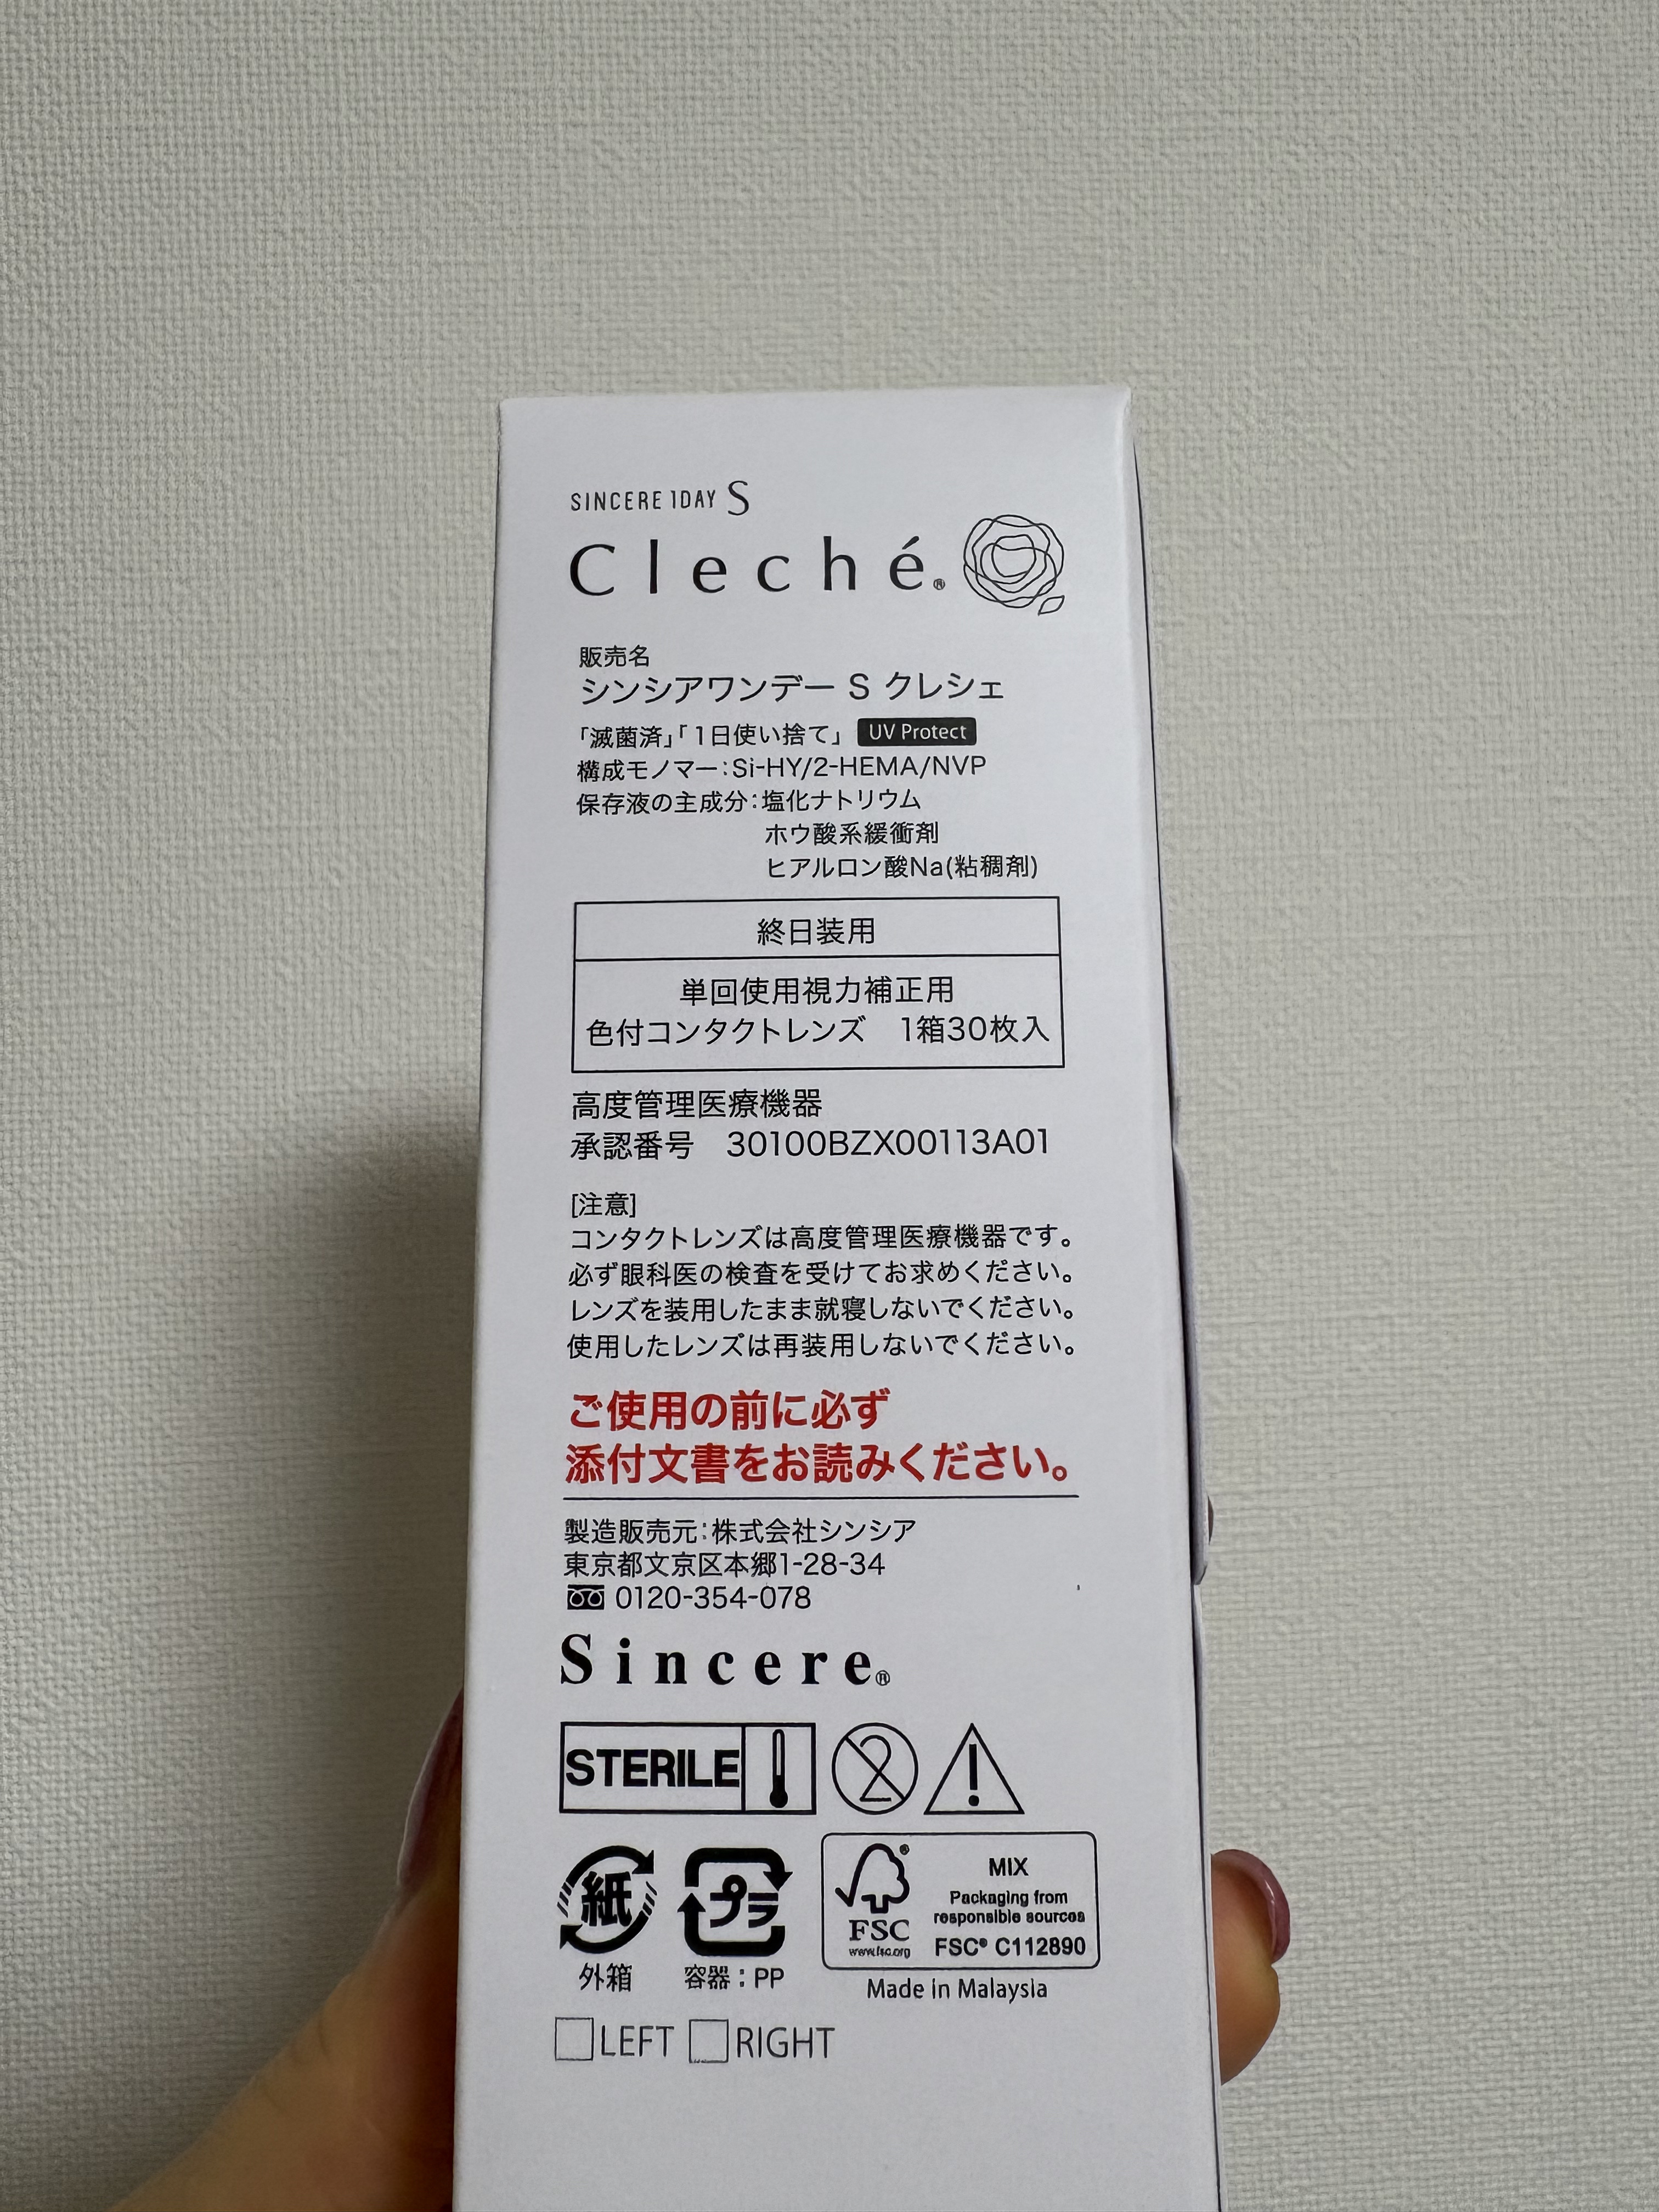 SINCERE 1DAY S
Cleché®
販売名
シンシアワンデー S クレシェ
「滅菌済」「1日使い捨て」 UV Protect
構成モノマー:Si-HY/2-HEMA/NVP
保存液の主成分:塩化ナトリウム
ホウ酸系緩衝剤
ヒアルロン酸Na(粘稠剤)
終日装用
単回使用視力補正用
色付コンタクトレンズ 1箱30枚入
高度管理医療機器
承認番号 30100BZX00113A01
[注意]
コンタクトレンズは高度管理医療機器です。
必ず眼科医の検査を受けてお求めください。
レンズを装用したまま就寝しないでください。
使用したレンズは再装用しないでください。
ご使用の前に必ず
添付文書をお読みください。
製造販売元:株式会社シンシア
東京都文京区本郷1-28-34
0120-354-078
Sincere®
STERILE 2 !
紙
外箱
プラ
容器:PP
FSC®
www.fsc.org
MIX
Packaging from
responsible sources
FSC® C112890
Made in Malaysia
LEFT RIGHT